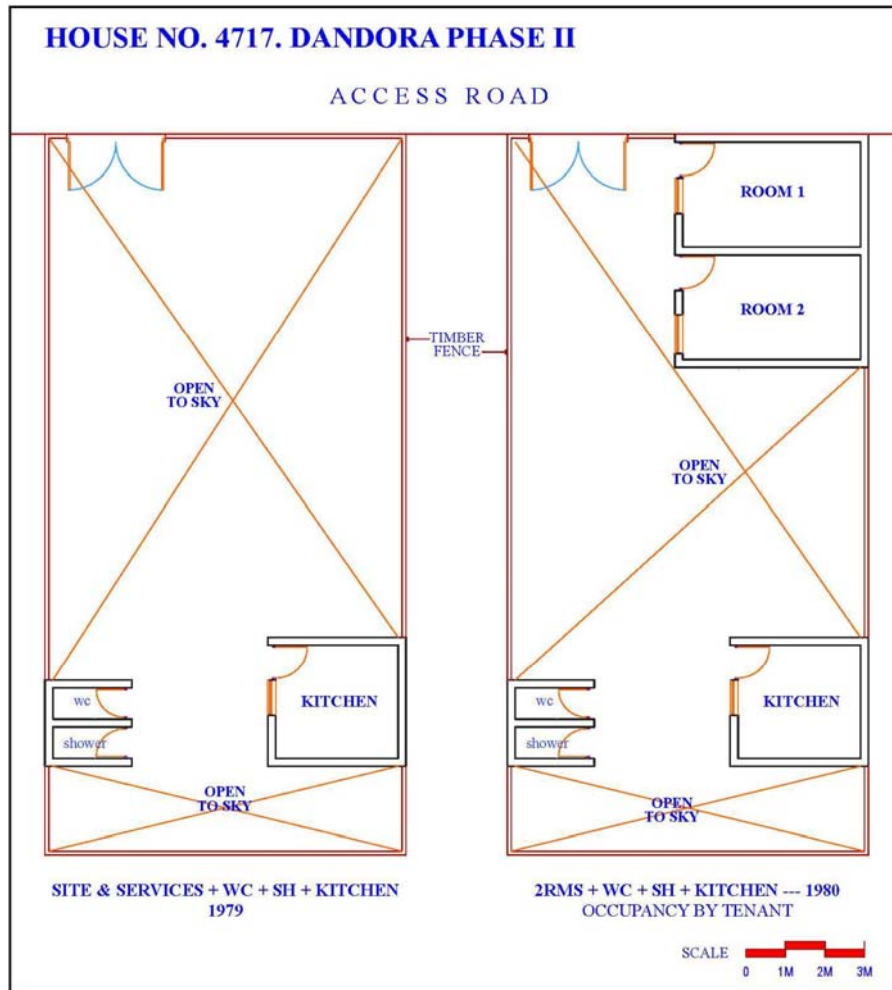 HOUSE NO. 4717. DANDORA PHASE II
ACCESS ROAD
ROOM 1
ROOM 2
TIMBER
FENCE
OPEN
TO SKY
OPEN
TO SKY
wc
shower
KITCHEN
wc
shower
KITCHEN
OPEN
TO SKY
OPEN
TO SKY
SITE & SERVICES + WC + SH + KITCHEN
1979
2RMS + WC + SH + KITCHEN --- 1980
OCCUPANCY BY TENANT
SCALE
0 1M 2M 3M